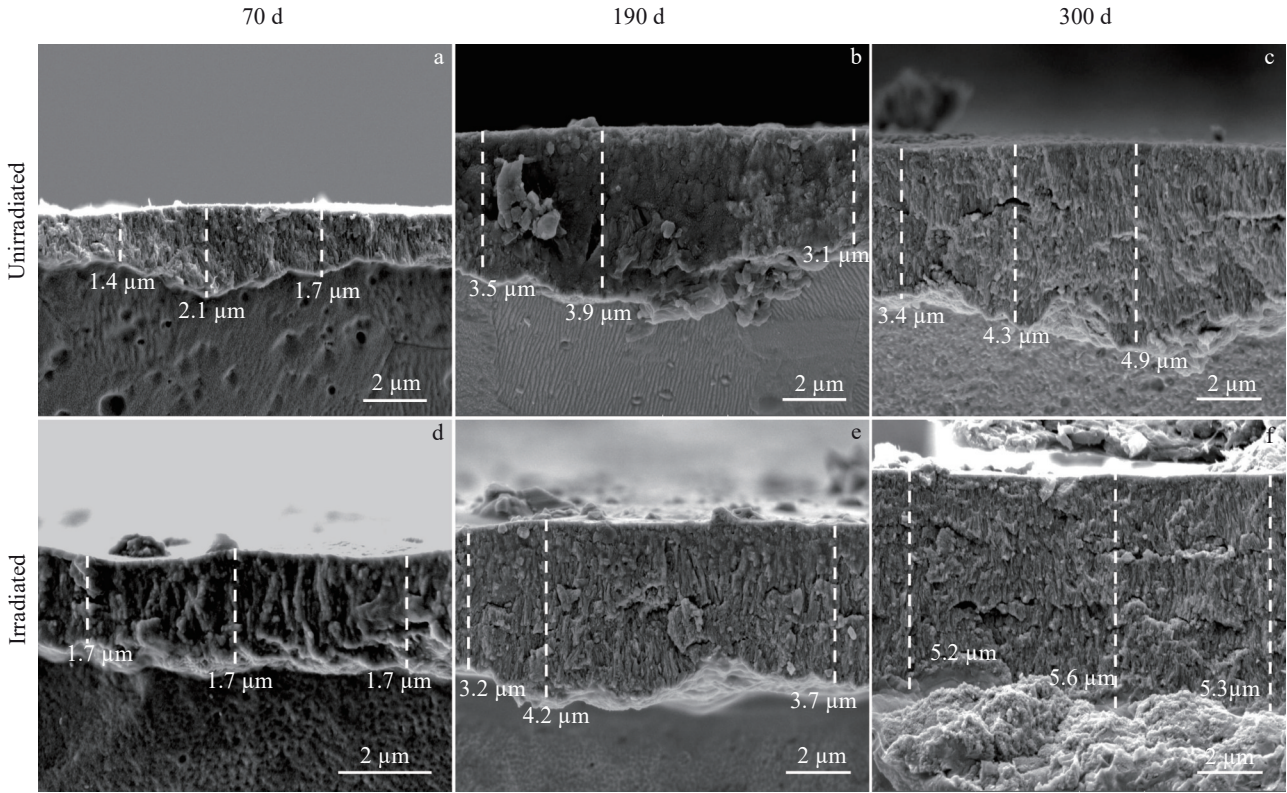 70 d
190 d
300 d
Unirradiated
a
1.4 µm
2.1 µm
1.7 µm
2 µm
b
3.5 µm
3.9 µm
3.1 µm
2 µm
c
3.4 µm
4.3 µm
4.9 µm
2 µm
Irradiated
d
1.7 µm
1.7 µm
1.7 µm
2 µm
e
3.2 µm
4.2 µm
3.7 µm
2 µm
f
5.2 µm
5.6 µm
5.3µm
2 µm